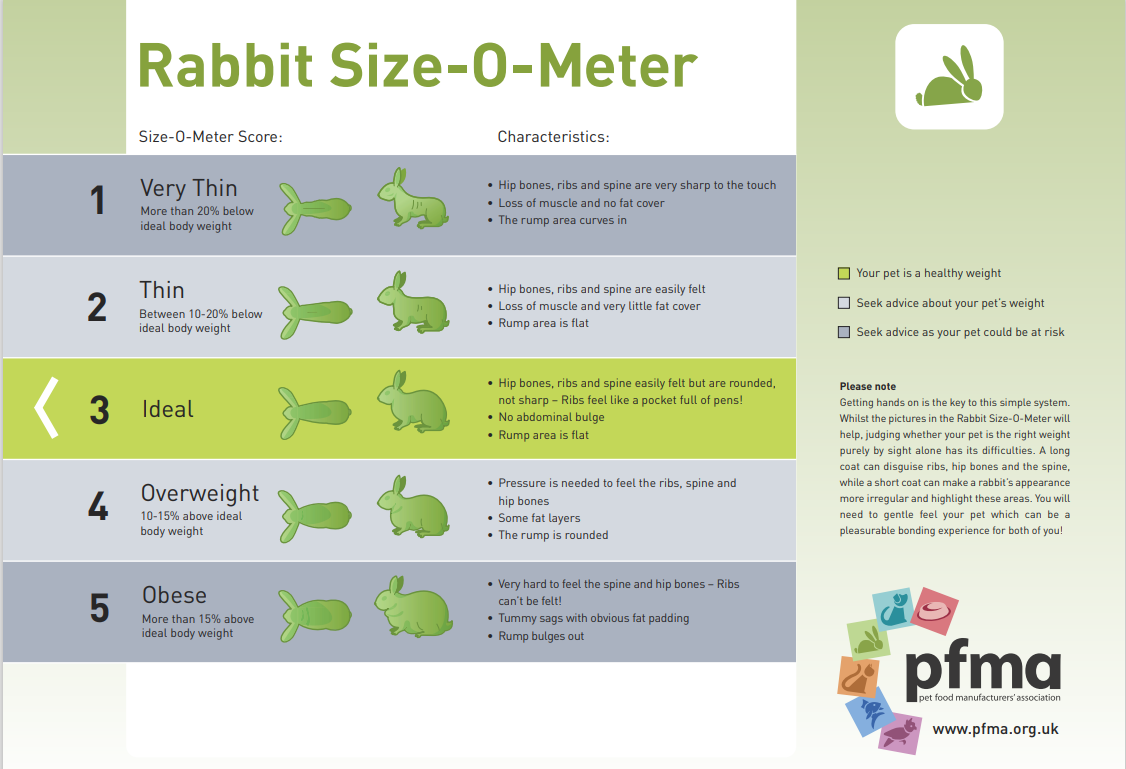 Rabbit Size-O-Meter
Size-O-Meter Score:
Characteristics:
1
Very Thin
More than 20% below
ideal body weight
• Hip bones, ribs and spine are very sharp to the touch
• Loss of muscle and no fat cover
• The rump area curves in
2
Thin
Between 10-20% below
ideal body weight
• Hip bones, ribs and spine are easily felt
• Loss of muscle and very little fat cover
• Rump area is flat
3
Ideal
• Hip bones, ribs and spine easily felt but are rounded,
not sharp – Ribs feel like a pocket full of pens!
• No abdominal bulge
• Rump area is flat
4
Overweight
10-15% above ideal
body weight
• Pressure is needed to feel the ribs, spine and
hip bones
• Some fat layers
• The rump is rounded
5
Obese
More than 15% above
ideal body weight
• Very hard to feel the spine and hip bones – Ribs
can't be felt!
• Tummy sags with obvious fat padding
• Rump bulges out
Your pet is a healthy weight
Seek advice about your pet's weight
Seek advice as your pet could be at risk
Please note
Getting hands on is the key to this simple system.
Whilst the pictures in the Rabbit Size-O-Meter will
help, judging whether your pet is the right weight
purely by sight alone has its difficulties. A long
coat can disguise ribs, hip bones and the spine,
while a short coat can make a rabbit's appearance
more irregular and highlight these areas. You will
need to gentle feel your pet which can be a
pleasurable bonding experience for both of you!
pfma
pet food manufacturers' association
www.pfma.org.uk